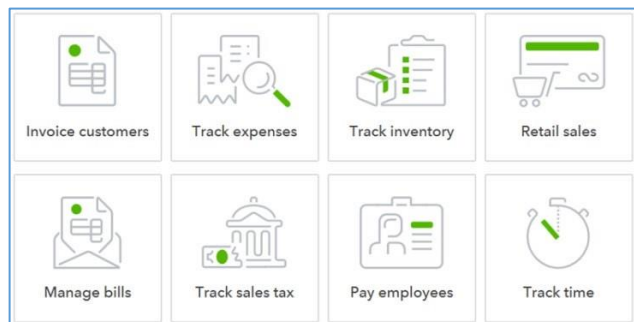 Invoice customers
Track expenses
Track inventory
Retail sales
Manage bills
Track sales tax
Pay employees
Track time